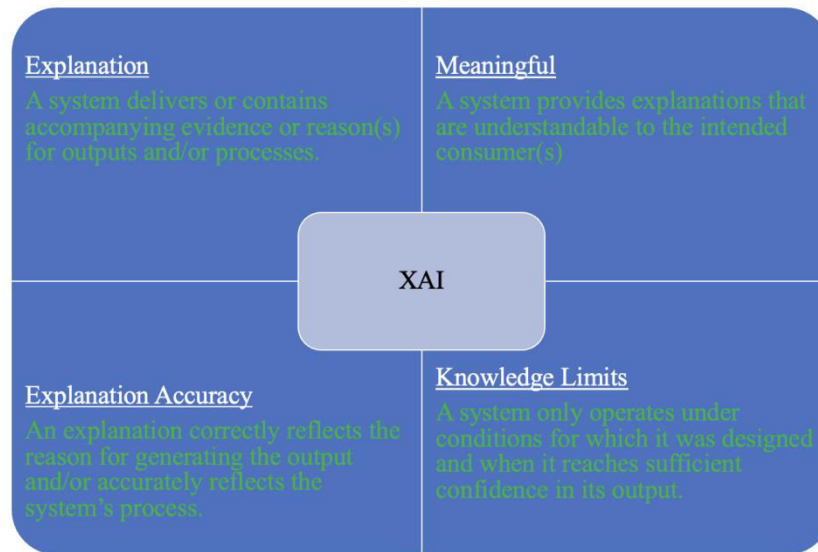 Explanation
A system delivers or contains
accompanying evidence or reason(s)
for outputs and/or processes.
Meaningful
A system provides explanations that
are understandable to the intended
consumer(s)
XAI
Explanation Accuracy
An explanation correctly reflects the
reason for generating the output
and/or accurately reflects the
system’s process.
Knowledge Limits
A system only operates under
conditions for which it was designed
and when it reaches sufficient
confidence in its output.